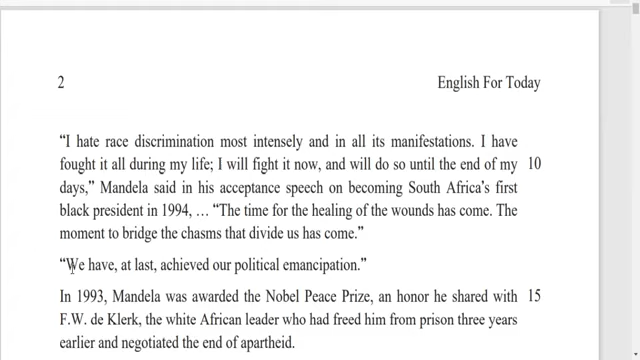 2 English For Today
“I hate race discrimination most intensely and in all its manifestations. I have
fought it all during my life; I will fight it now, and will do so until the end of my 10
days,” Mandela said in his acceptance speech on becoming South Africa's first
black president in 1994, … “The time for the healing of the wounds has come. The
moment to bridge the chasms that divide us has come.”
“We have, at last, achieved our political emancipation.”
In 1993, Mandela was awarded the Nobel Peace Prize, an honor he shared with 15
F.W. de Klerk, the white African leader who had freed him from prison three years
earlier and negotiated the end of apartheid.